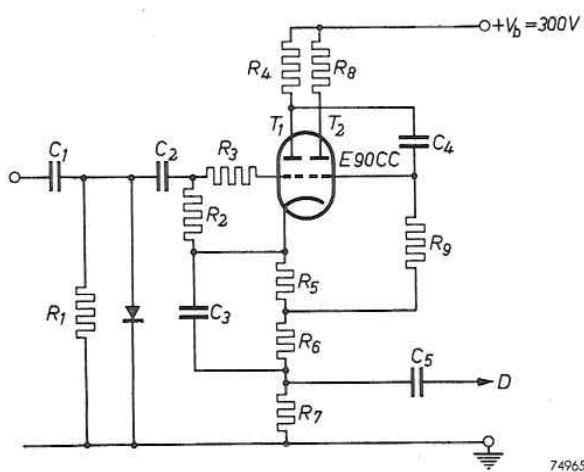 +V_b = 300V
R4
R8
T1
T2
E90CC
C4
C1
C2
R3
R2
R9
R5
R1
C3
R6
C5
D
R7
74965